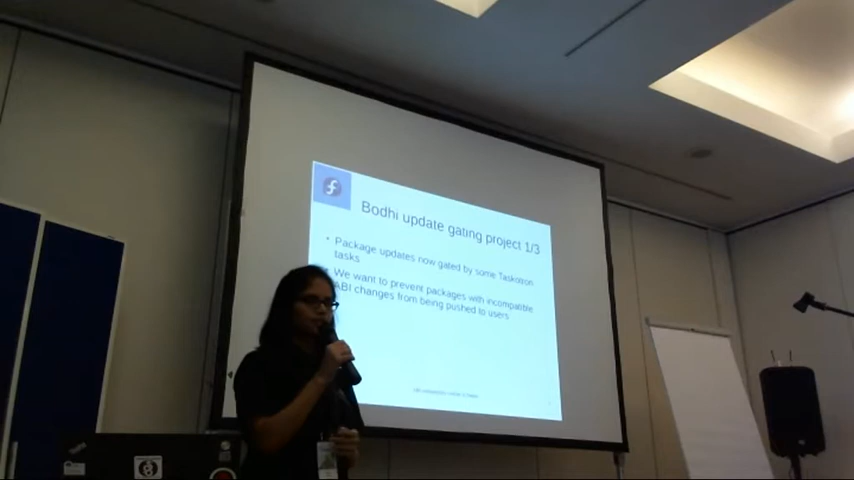 Bodhi update gating project 1/3
• Package updates now gated by some Taskotron
tasks
We want to prevent packages with incompatible
ABI changes from being pushed to users